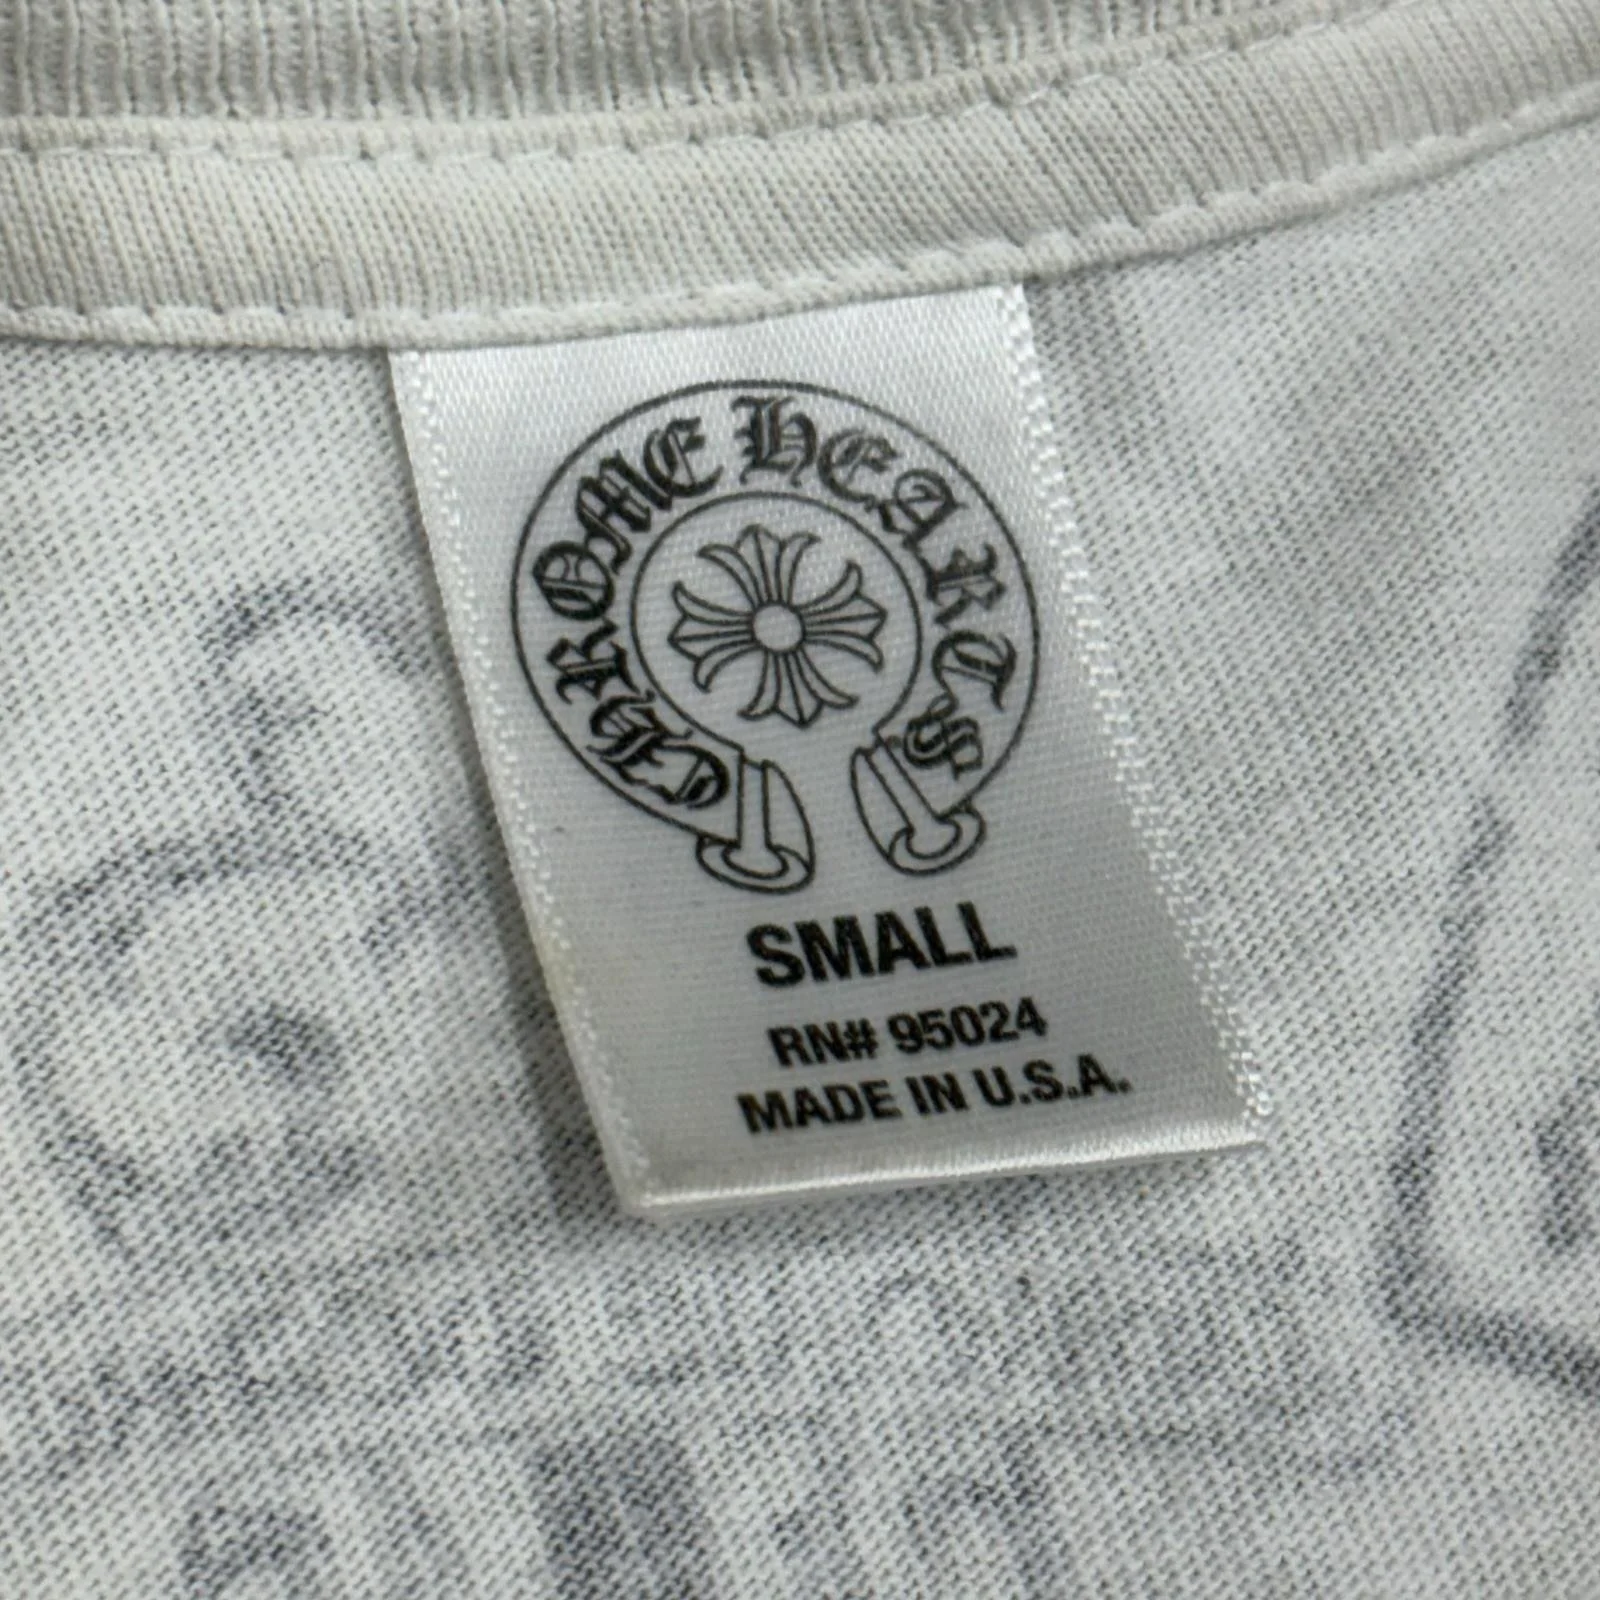 CHROME HEARTS
SMALL
RN# 95024
MADE IN U.S.A.